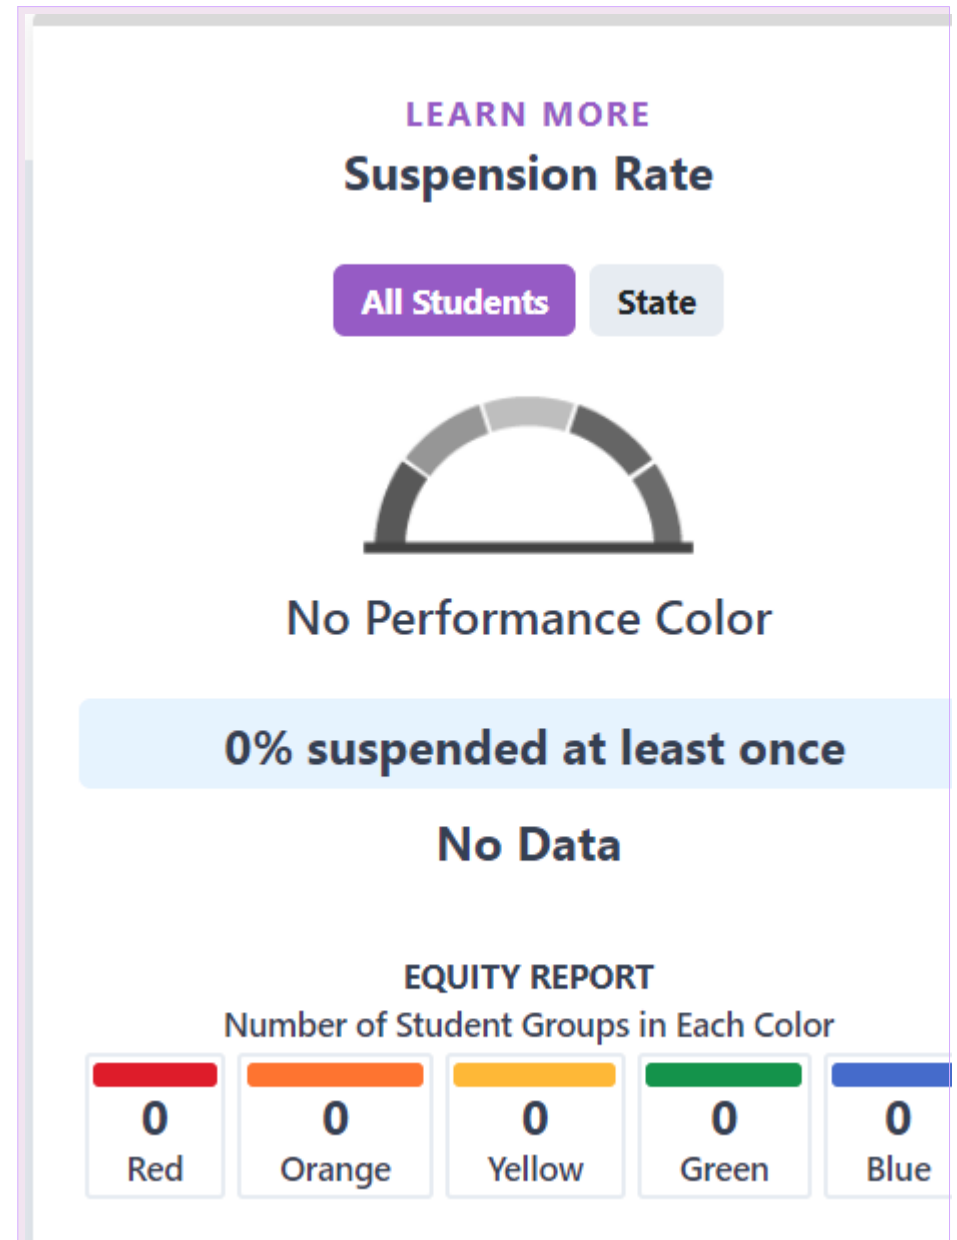 LEARN MORE
Suspension Rate
All Students State
No Performance Color
0% suspended at least once
No Data
EQUITY REPORT
Number of Student Groups in Each Color
0 0 0 0 0
Red Orange Yellow Green Blue